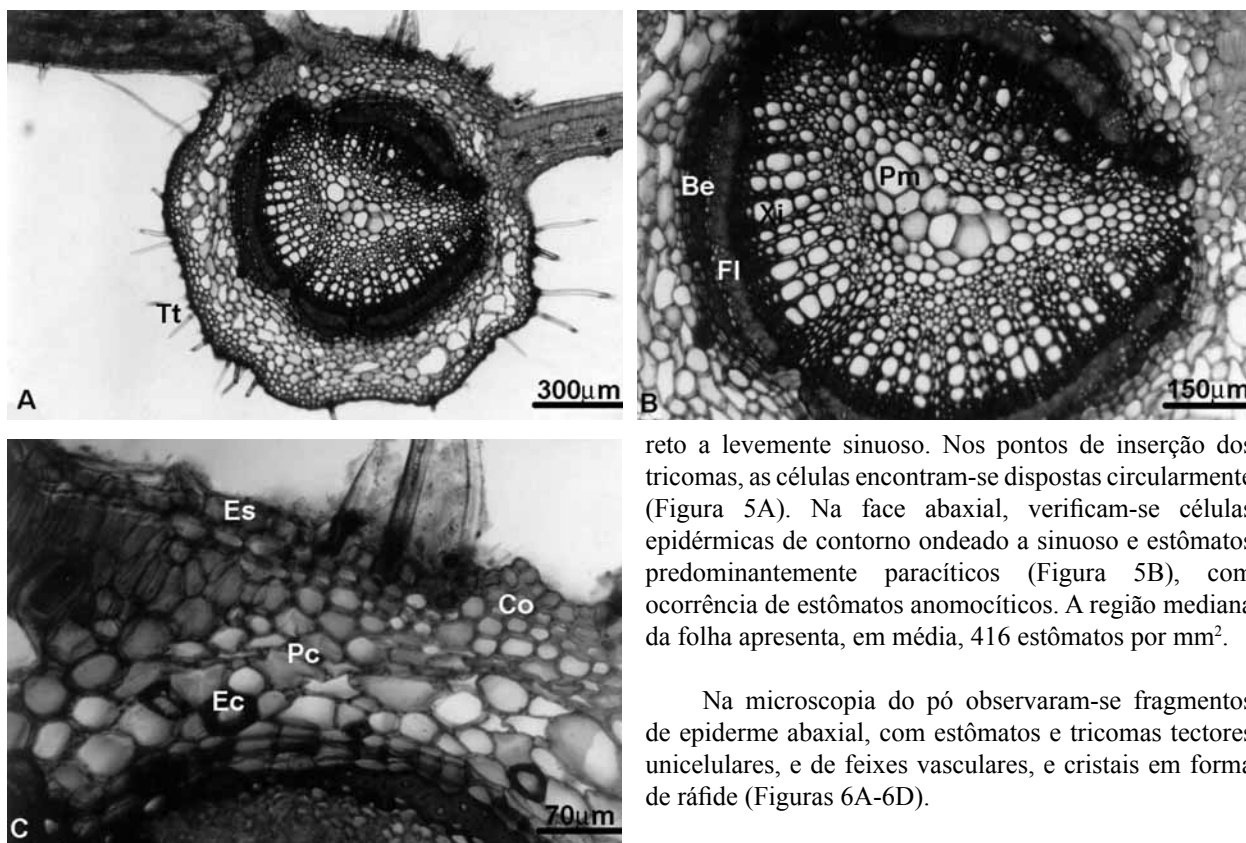 Tt
A
300µm
Be
Fl
Xi
Pm
B
150µm
Es
Co
Pc
Ec
C
70µm
reto a levemente sinuoso. Nos pontos de inserção dos
tricomas, as células encontram-se dispostas circularmente
(Figura 5A). Na face abaxial, verificam-se células
epidérmicas de contorno ondeado a sinuoso e estômatos
predominantemente paracíticos (Figura 5B), com
ocorrência de estômatos anomocíticos. A região mediana
da folha apresenta, em média, 416 estômatos por mm².
Na microscopia do pó observaram-se fragmentos
de epiderme abaxial, com estômatos e tricomas tectores
unicelulares, e de feixes vasculares, e cristais em forma
de ráfide (Figuras 6A-6D).